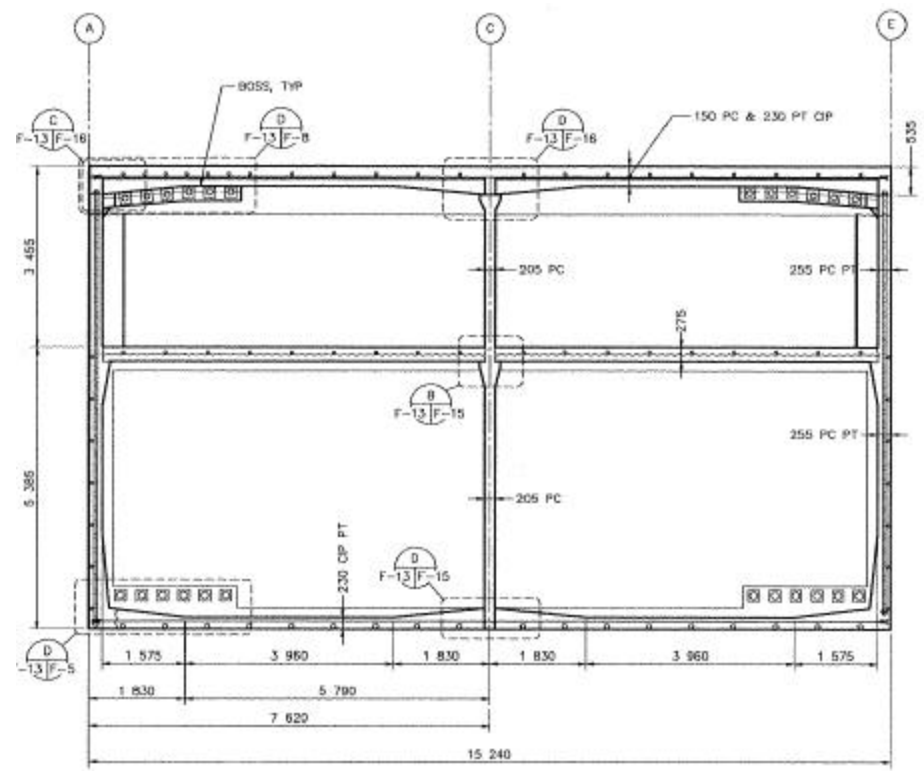 A
C
E
BOSS, TYP
C
F-13 F-16
D
F-13 F-8
D
F-13 F-16
150 PC & 230 PT CIP
535
3 455
205 PC
255 PC PT
275
B
F-13 F-15
255 PC PT
205 PC
230 CIP PT
D
F-13 F-15
D
-13 F-5
1 575
3 960
1 830
1 830
3 960
1 575
1 830
5 790
7 620
15 240